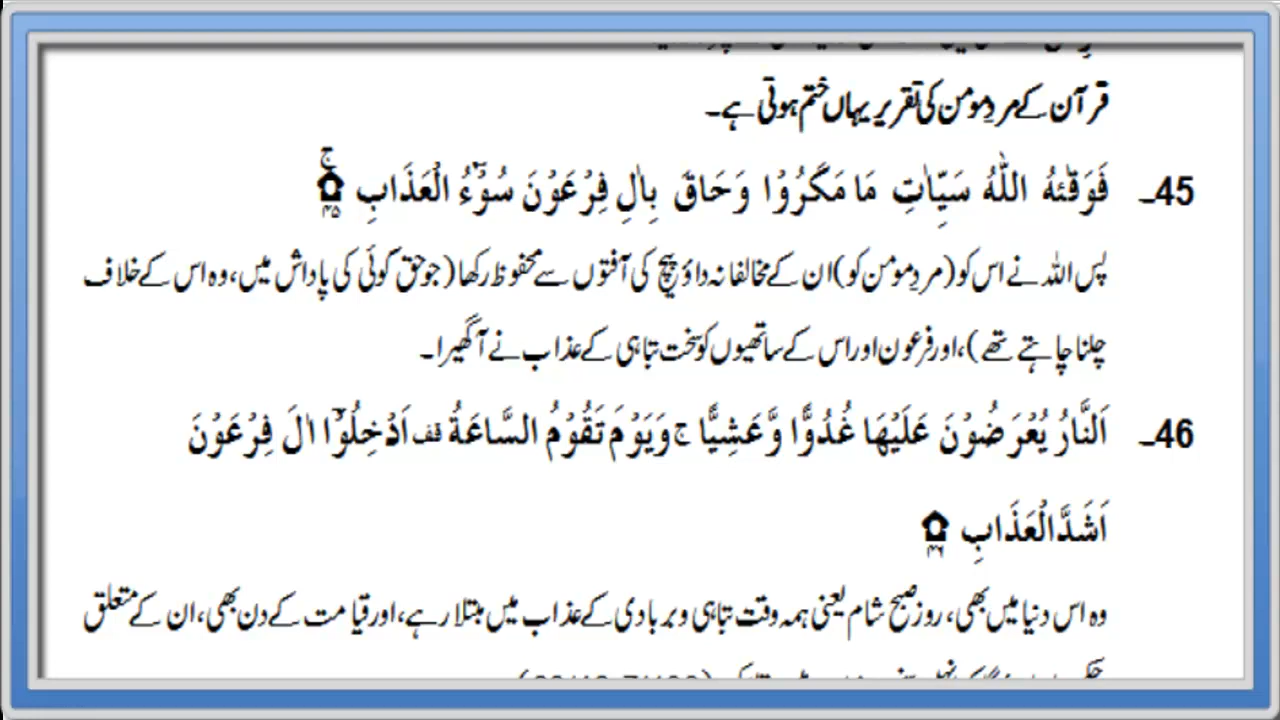 قرآن کے مردِ مومن کی تقریر یہاں ختم ہوتی ہے۔
45۔ فَوَقٰىهُ اللّٰهُ سَيِّاٰتِ مَا مَكَرُوْا وَحَاقَ بِاٰلِ فِرْعَوْنَ سُوْٓءُ الْعَذَابِ ۚ ۴۵
پس اللہ نے اس کو (مردِ مومن کو) ان کے مخالفانہ داؤ پیچ کی آفتوں سے محفوظ رکھا (جو حق گوئی کی پاداش میں، وہ اس کے خلاف
چلنا چاہتے تھے)، اور فرعون اور اس کے ساتھیوں کو سخت تباہی کے عذاب نے آ گھیرا۔
46۔ اَلنَّارُ يُعْرَضُوْنَ عَلَيْهَا غُدُوًّا وَّعَشِيًّا ج وَيَوْمَ تَقُوْمُ السَّاعَةُ قف اَدْخِلُوْٓا اٰلَ فِرْعَوْنَ
اَشَدَّ الْعَذَابِ ۴۶
وہ اس دنیا میں بھی، روز صبح شام یعنی ہمہ وقت تباہی و بربادی کے عذاب میں مبتلا رہے، اور قیامت کے دن بھی، ان کے متعلق